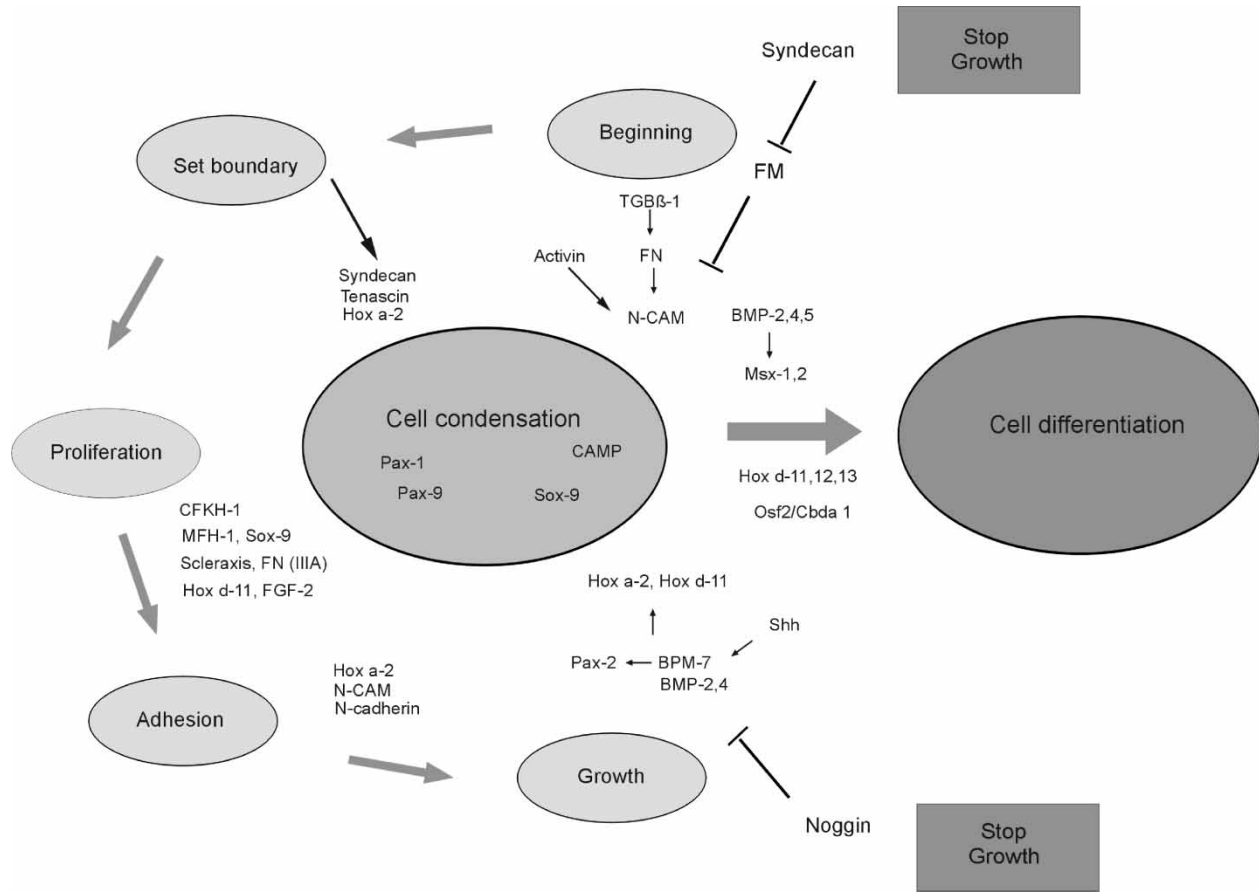 Syndecan
Stop
Growth
Beginning
Set boundary
FM
TGBß-1
Activin
FN
Syndecan
Tenascin
Hox a-2
N-CAM
BMP-2,4,5
Msx-1,2
Cell condensation
CAMP
Pax-1
Pax-9
Sox-9
Cell differentiation
Proliferation
Hox d-11,12,13
Osf2/Cbda 1
CFKH-1
MFH-1, Sox-9
Scleraxis, FN (IIIA)
Hox d-11, FGF-2
Hox a-2, Hox d-11
Shh
Pax-2
BPM-7
BMP-2,4
Hox a-2
N-CAM
N-cadherin
Adhesion
Growth
Noggin
Stop
Growth